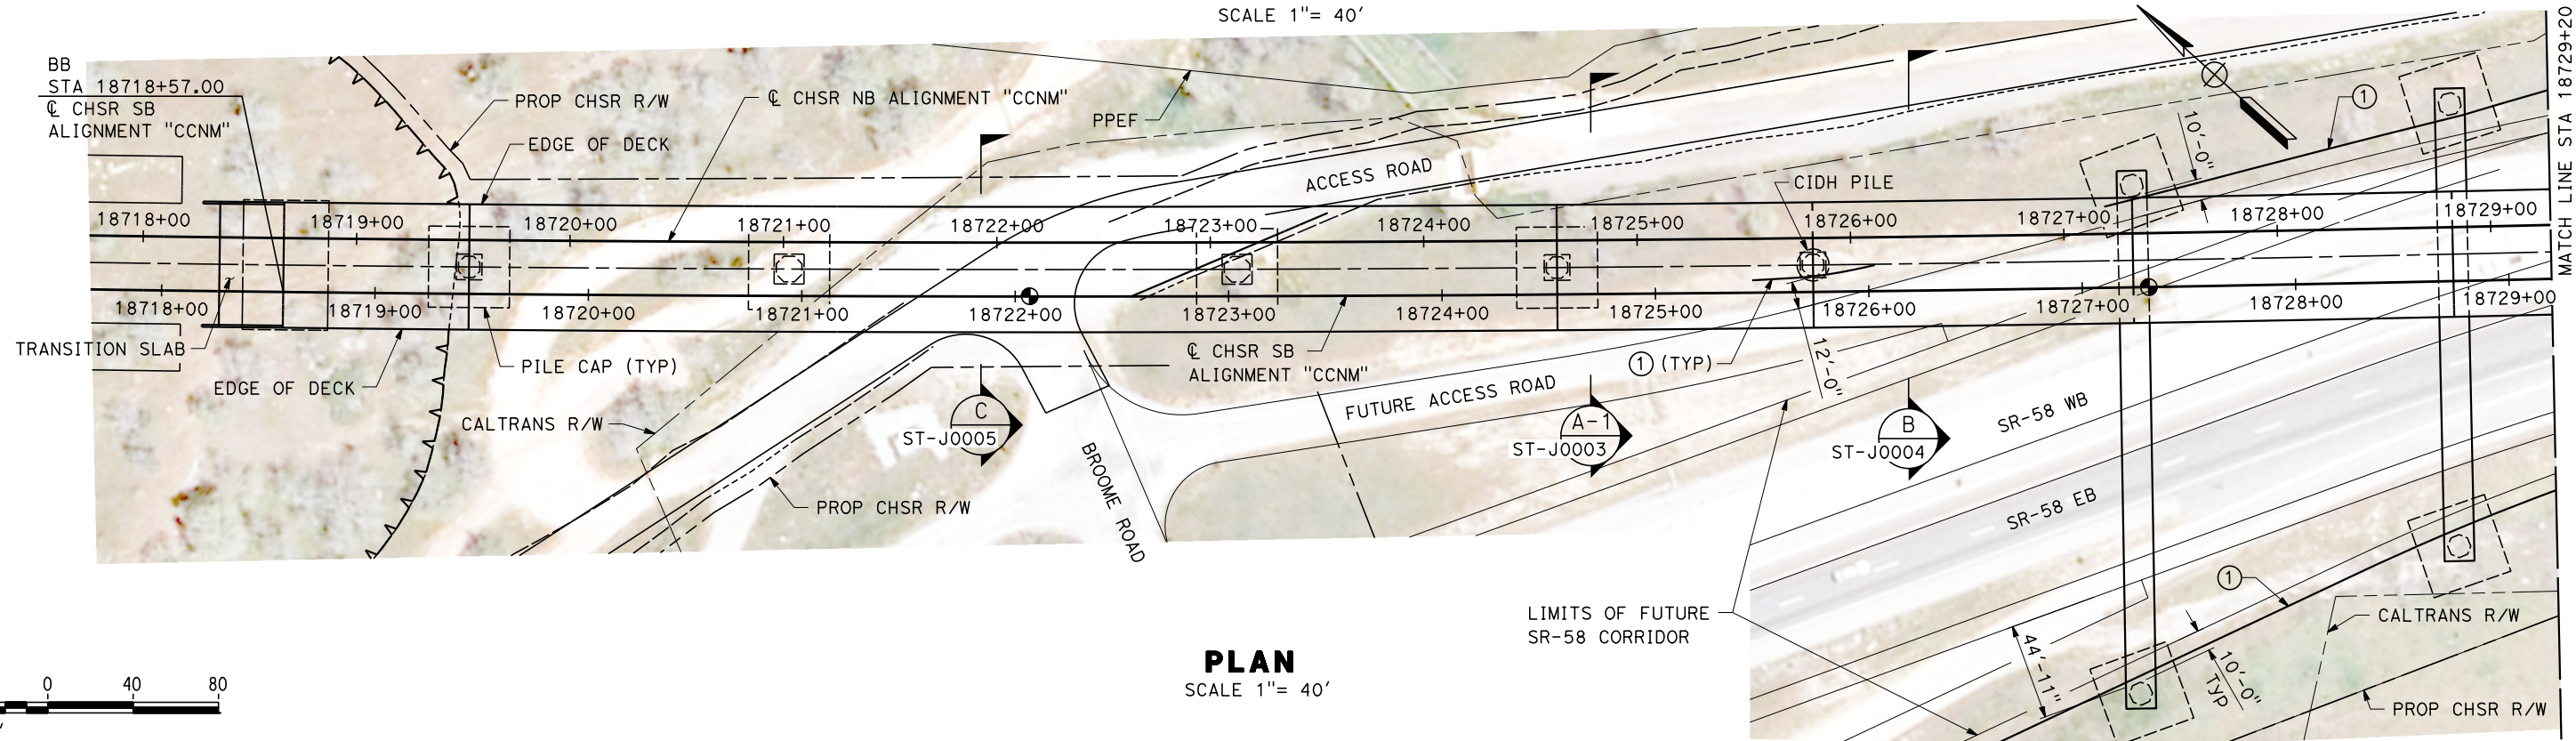 SCALE 1"= 40'
BB
STA 18718+57.00
℄ CHSR SB
ALIGNMENT "CCNM"
PROP CHSR R/W
℄ CHSR NB ALIGNMENT "CCNM"
EDGE OF DECK
PPEF
ACCESS ROAD
CIDH PILE
10'-0"
1
MATCH LINE STA 18729+20
18718+00
18719+00
18720+00
18721+00
18722+00
18723+00
18724+00
18725+00
18726+00
18727+00
18728+00
18729+00
18718+00
18719+00
18720+00
18721+00
18722+00
18723+00
18724+00
18725+00
18726+00
18727+00
18728+00
18729+00
TRANSITION SLAB
EDGE OF DECK
PILE CAP (TYP)
CALTRANS R/W
℄ CHSR SB
ALIGNMENT "CCNM"
1 (TYP)
12'-0"
FUTURE ACCESS ROAD
C
ST-J0005
A-1
ST-J0003
B
ST-J0004
SR-58 WB
SR-58 EB
BROOME ROAD
PROP CHSR R/W
LIMITS OF FUTURE
SR-58 CORRIDOR
1
CALTRANS R/W
44'-11"
10'-0"
TYP
PROP CHSR R/W
PLAN
SCALE 1"= 40'
0 40 80